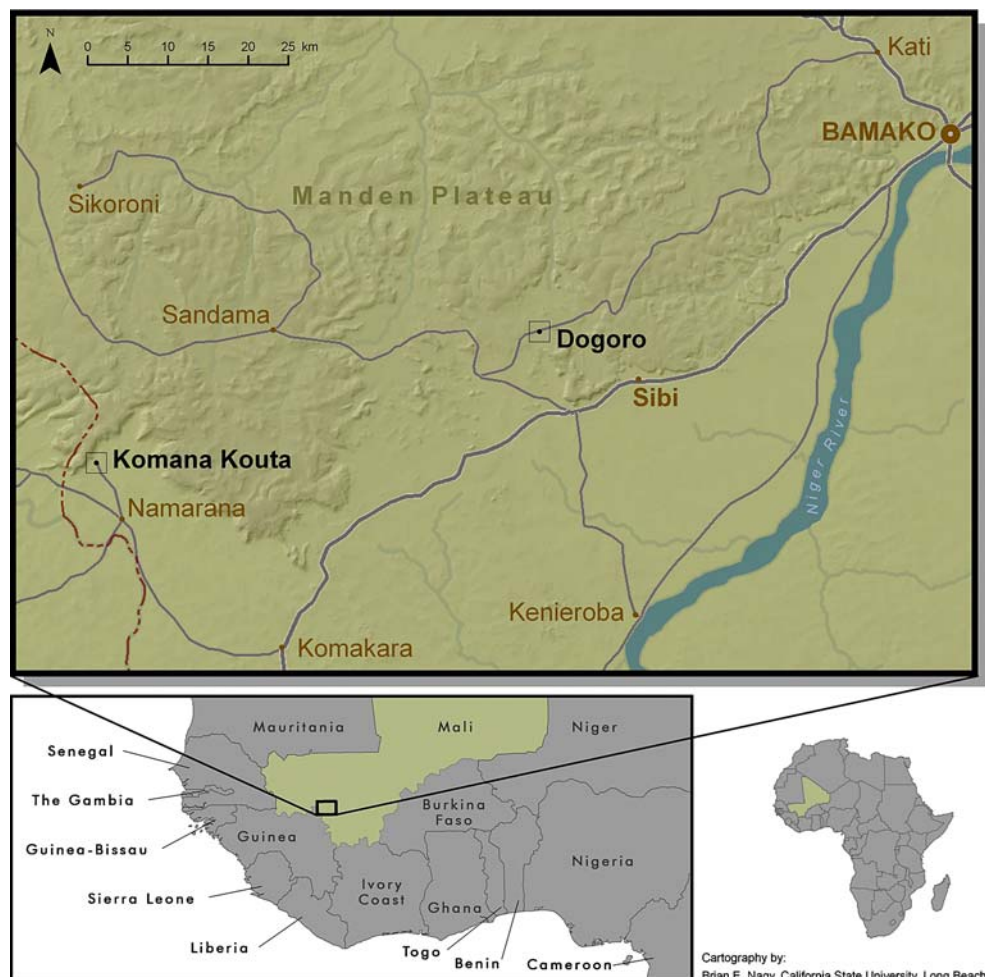 N
0 5 10 15 20 25 km
Kati
BAMAKO
Sikoroni
Manden Plateau
Sandama
Dogoro
Sibi
Komana Kouta
Niger River
Namarana
Kenieroba
Komakara
Mauritania
Mali
Niger
Senegal
The Gambia
Burkina
Faso
Guinea
Guinea-Bissau
Nigeria
Sierra Leone
Ivory
Coast
Ghana
Liberia
Togo
Benin
Cameroon
Cartography by:
Brian E. Nagy, California State University, Long Beach